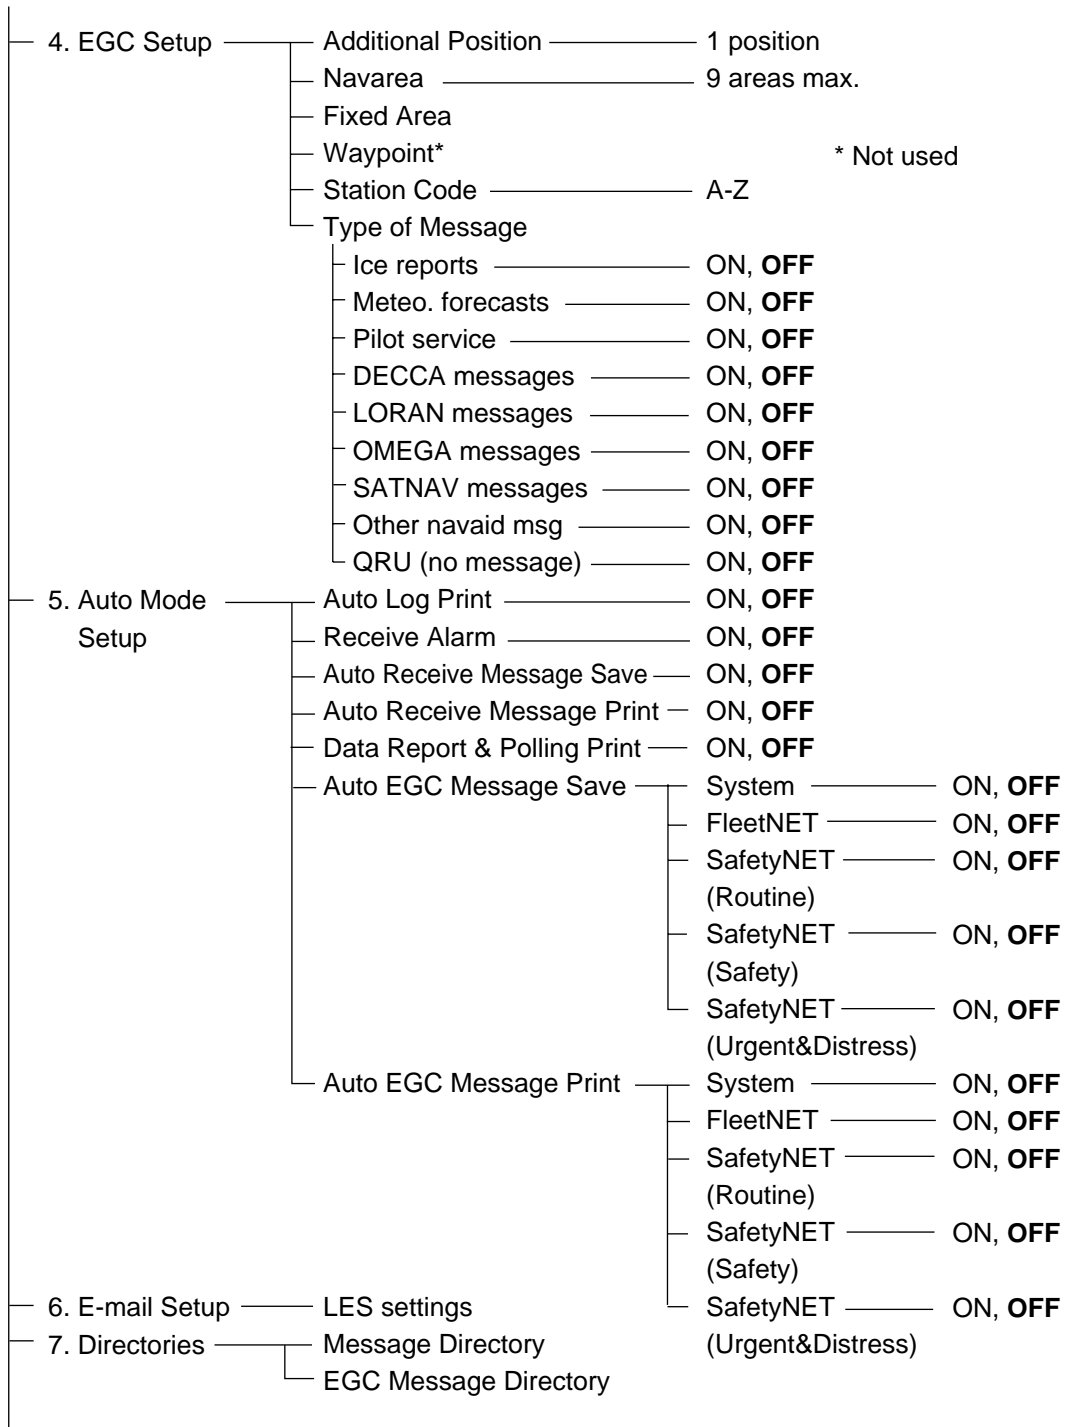 4. EGC Setup Additional Position 1 position
Navarea 9 areas max.
Fixed Area
Waypoint* * Not used
Station Code A-Z
Type of Message
Ice reports ON, OFF
Meteo. forecasts ON, OFF
Pilot service ON, OFF
DECCA messages ON, OFF
LORAN messages ON, OFF
OMEGA messages ON, OFF
SATNAV messages ON, OFF
Other navaid msg ON, OFF
QRU (no message) ON, OFF
5. Auto Mode Auto Log Print ON, OFF
Setup Receive Alarm ON, OFF
Auto Receive Message Save ON, OFF
Auto Receive Message Print ON, OFF
Data Report & Polling Print ON, OFF
Auto EGC Message Save System ON, OFF
FleetNET ON, OFF
SafetyNET ON, OFF
(Routine)
SafetyNET ON, OFF
(Safety)
SafetyNET ON, OFF
(Urgent&Distress)
Auto EGC Message Print System ON, OFF
FleetNET ON, OFF
SafetyNET ON, OFF
(Routine)
SafetyNET ON, OFF
(Safety)
6. E-mail Setup LES settings SafetyNET ON, OFF
7. Directories Message Directory (Urgent&Distress)
EGC Message Directory